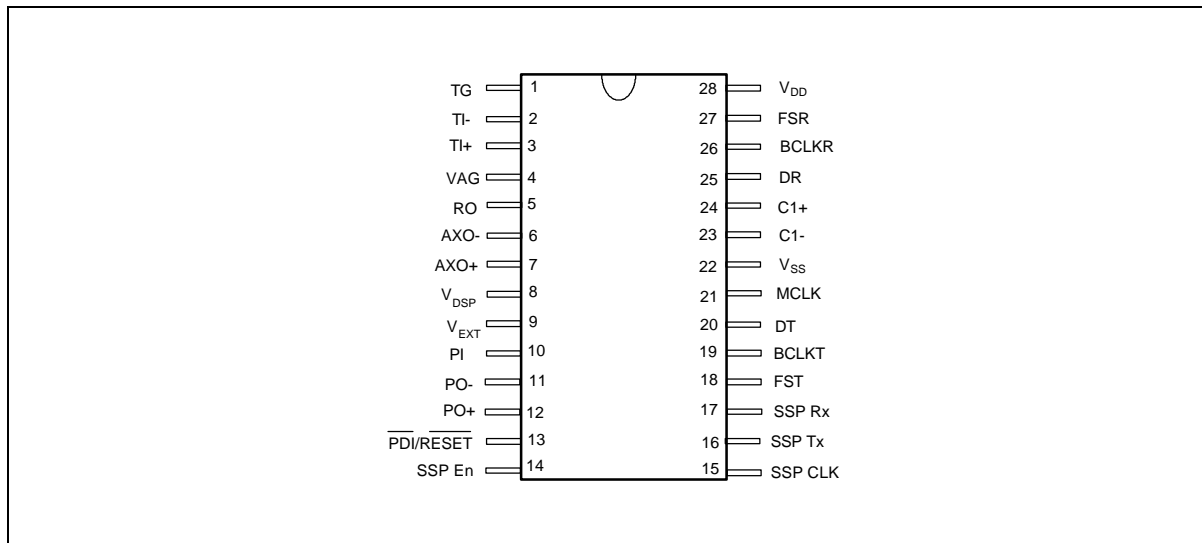 TG 1 28 VDD
TI- 2 27 FSR
TI+ 3 26 BCLKR
VAG 4 25 DR
RO 5 24 C1+
AXO- 6 23 C1-
AXO+ 7 22 VSS
VDSP 8 21 MCLK
VEXT 9 20 DT
PI 10 19 BCLKT
PO- 11 18 FST
PO+ 12 17 SSP Rx
PDI/RESET 13 16 SSP Tx
SSP En 14 15 SSP CLK